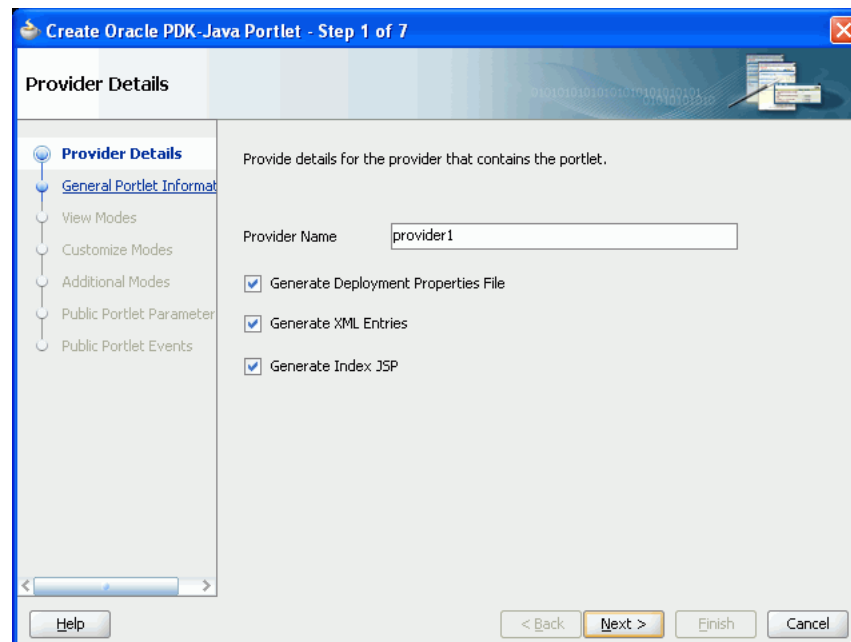 Create Oracle PDK-Java Portlet - Step 1 of 7
Provider Details
Provider Details
General Portlet Informat
View Modes
Customize Modes
Additional Modes
Public Portlet Parameter
Public Portlet Events
Provide details for the provider that contains the portlet.
Provider Name provider1
Generate Deployment Properties File
Generate XML Entries
Generate Index JSP
Help < Back Next > Finish Cancel